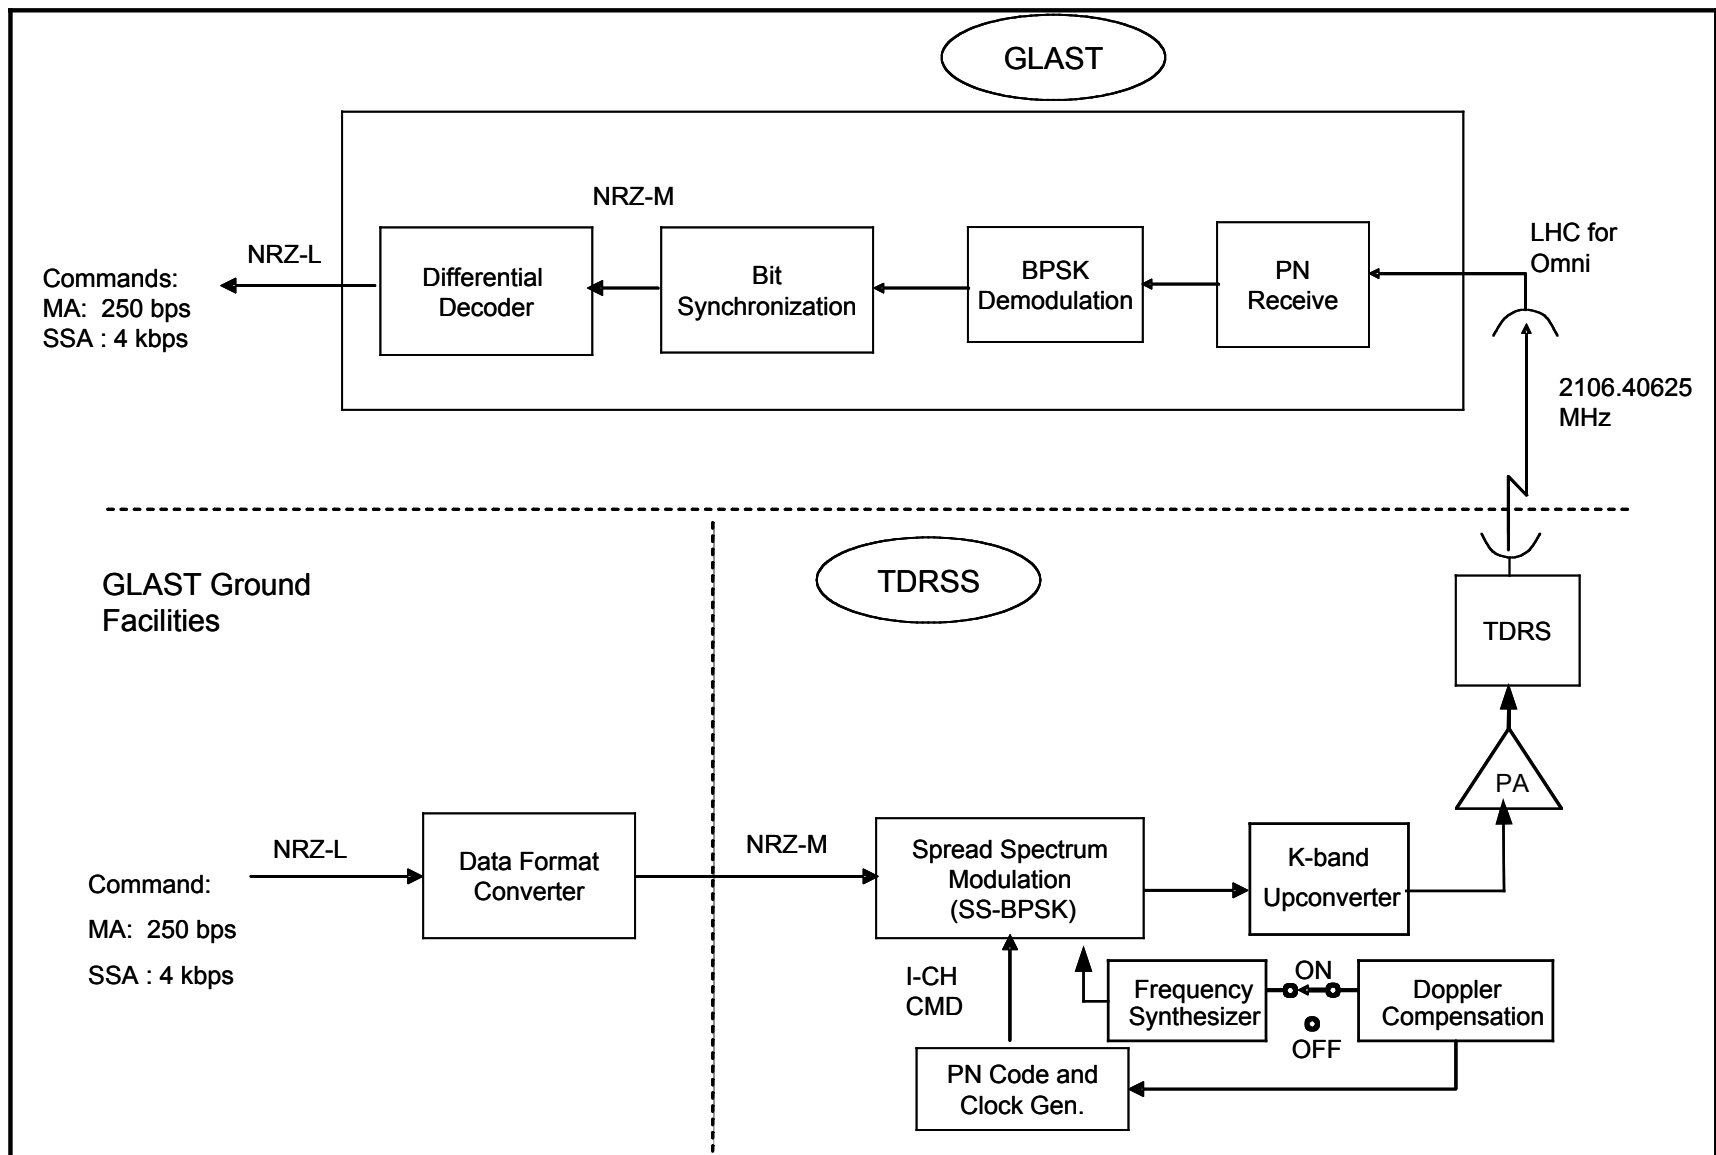 GLAST
NRZ-M
NRZ-L
Commands:
MA:  250 bps
SSA : 4 kbps
Differential
Decoder
Bit
Synchronization
BPSK
Demodulation
PN
Receive
LHC for
Omni
2106.40625
MHz
GLAST Ground
Facilities
TDRSS
TDRS
PA
NRZ-L
Command:
MA:  250 bps
SSA : 4 kbps
Data Format
Converter
NRZ-M
Spread Spectrum
Modulation
(SS-BPSK)
K-band
Upconverter
I-CH
CMD
Frequency
Synthesizer
ON
OFF
Doppler
Compensation
PN Code and
Clock Gen.